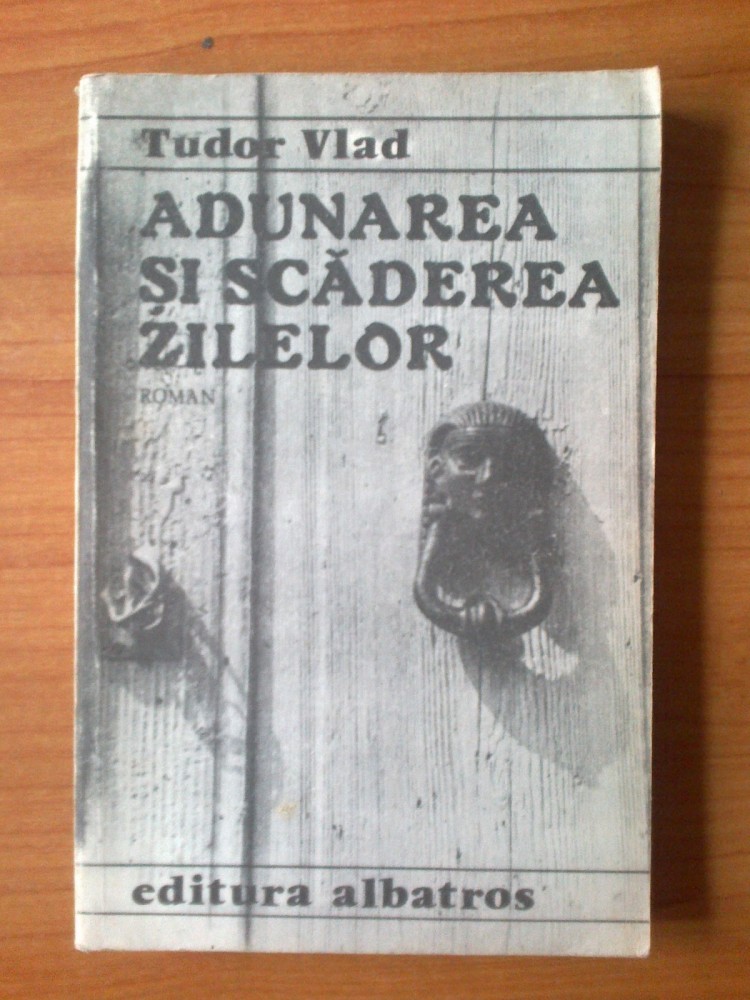 Tudor Vlad
ADUNAREA
ȘI SCĂDEREA
ZILELOR
ROMAN
editura albatros